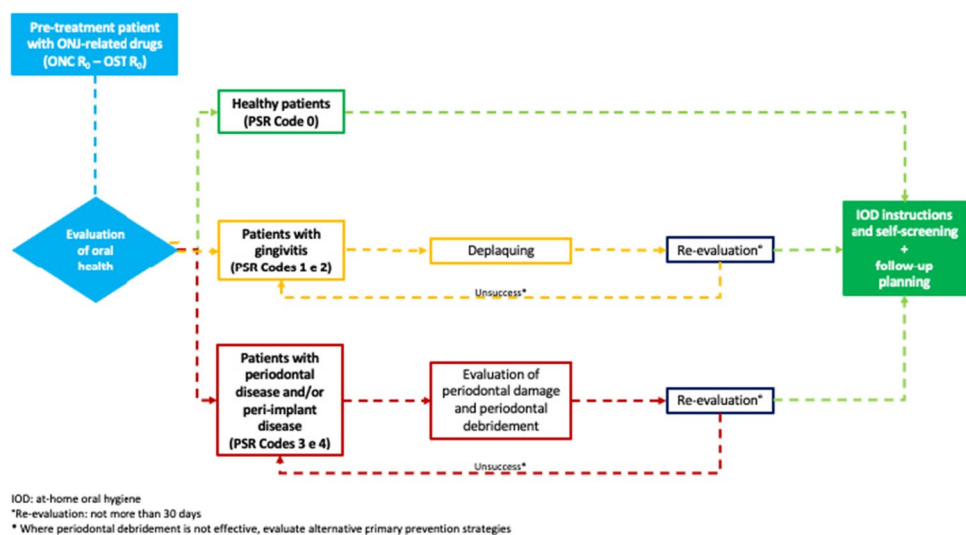 Pre-treatment patient
with ONJ-related drugs
(ONC R₀ – OST R₀)
Healthy patients
(PSR Code 0)
Evaluation
of oral
health
Patients with
gingivitis
(PSR Codes 1 e 2)
Deplaquing
Re-evaluation°
IOD instructions
and self-screening
+
follow-up
planning
Unsuccess*
Patients with
periodontal
disease and/or
peri-implant
disease
(PSR Codes 3 e 4)
Evaluation of
periodontal damage
and periodontal
debridement
Re-evaluation°
Unsuccess*
IOD: at-home oral hygiene
°Re-evaluation: not more than 30 days
* Where periodontal debridement is not effective, evaluate alternative primary prevention strategies